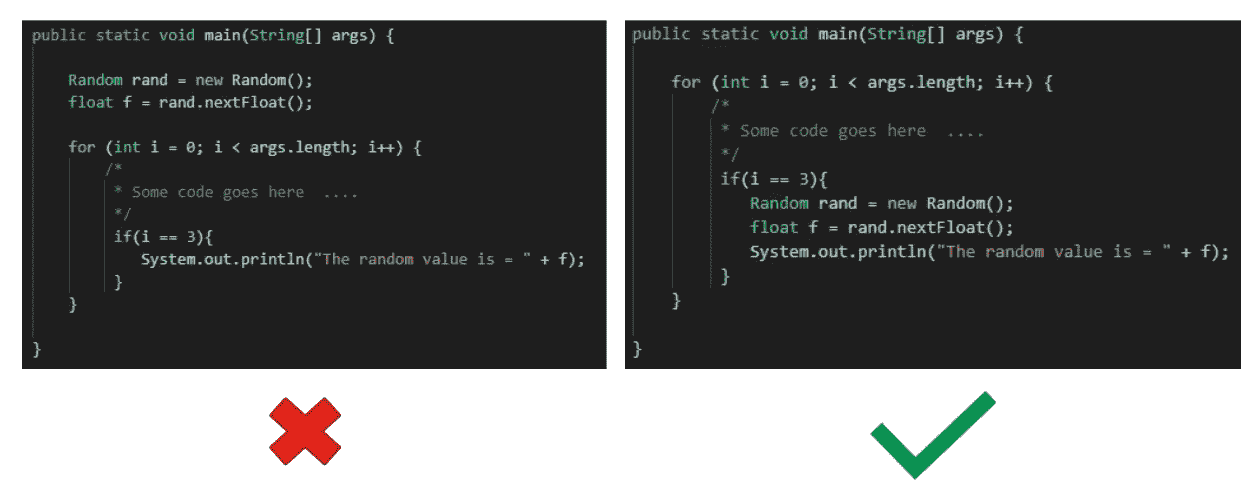 public static void main(String[] args) {
Random rand = new Random();
float f = rand.nextFloat();
for (int i = 0; i < args.length; i++) {
/*
* Some code goes here  ....
*/
if(i == 3){
System.out.println("The random value is = " + f);
}
}
}
public static void main(String[] args) {
for (int i = 0; i < args.length; i++) {
/*
* Some code goes here  ....
*/
if(i == 3){
Random rand = new Random();
float f = rand.nextFloat();
System.out.println("The random value is = " + f);
}
}
}